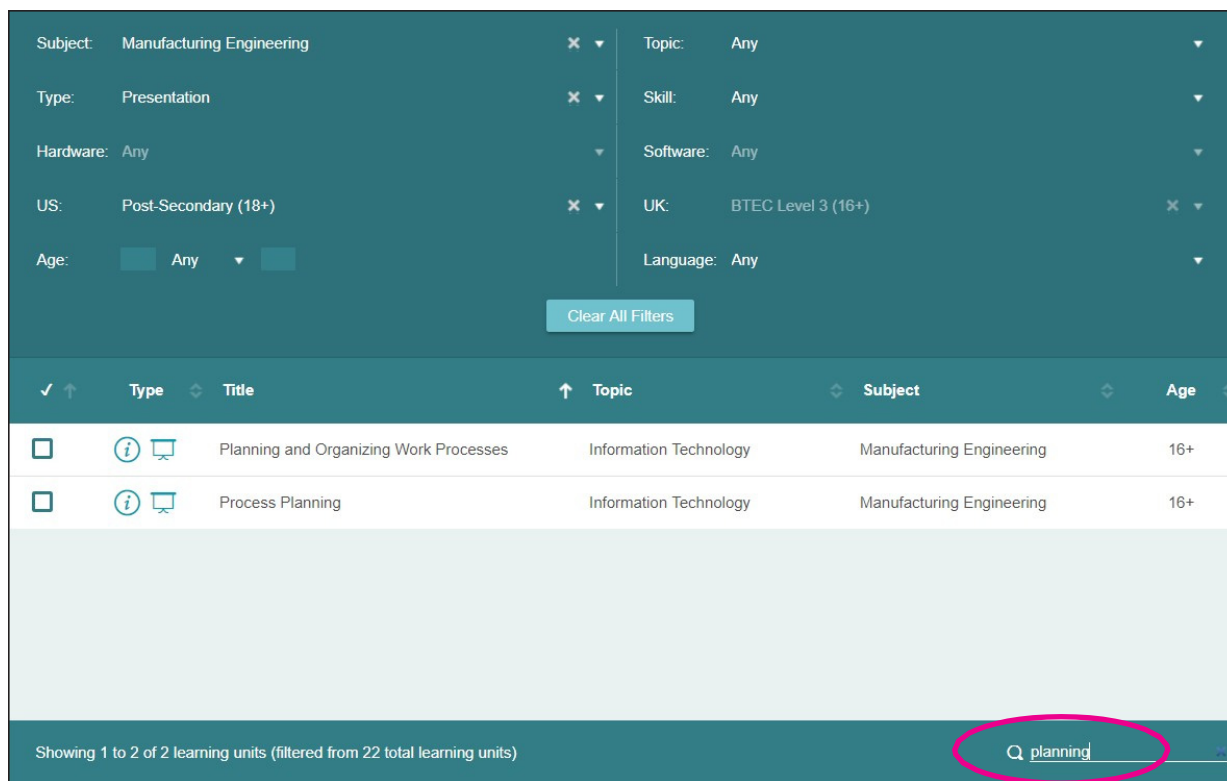 Subject: Manufacturing Engineering Topic: Any
Type: Presentation Skill: Any
Hardware: Any Software: Any
US: Post-Secondary (18+) UK: BTEC Level 3 (16+)
Age: Any Language: Any
Clear All Filters
Type Title Topic Subject Age
Planning and Organizing Work Processes Information Technology Manufacturing Engineering 16+
Process Planning Information Technology Manufacturing Engineering 16+
Showing 1 to 2 of 2 learning units (filtered from 22 total learning units) planning